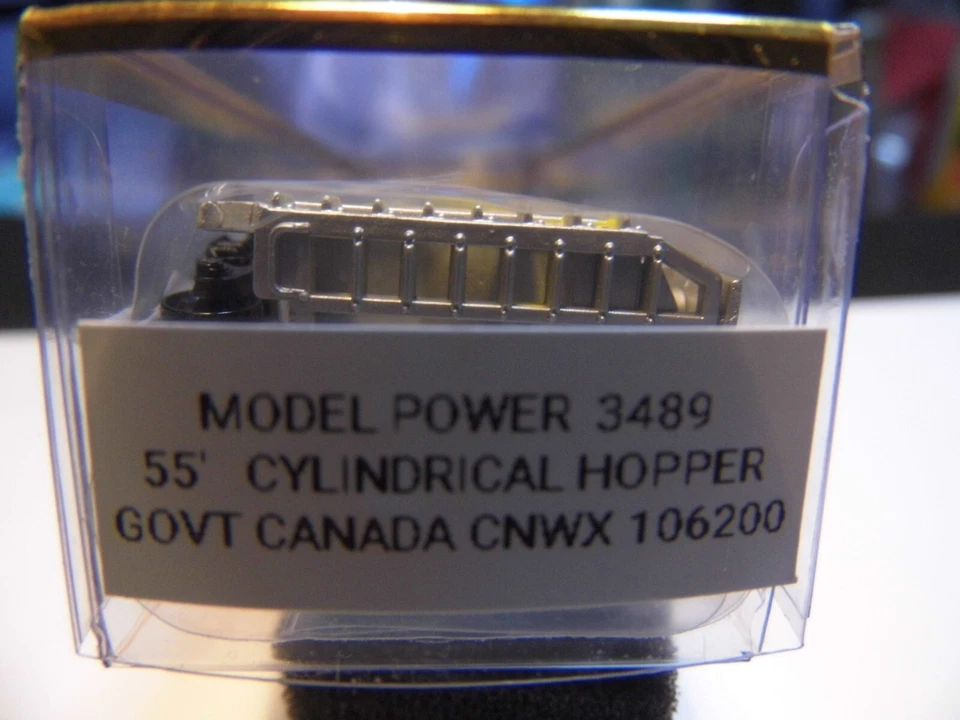 MODEL POWER 3489
55' CYLINDRICAL HOPPER
GOVT CANADA CNWX 106200